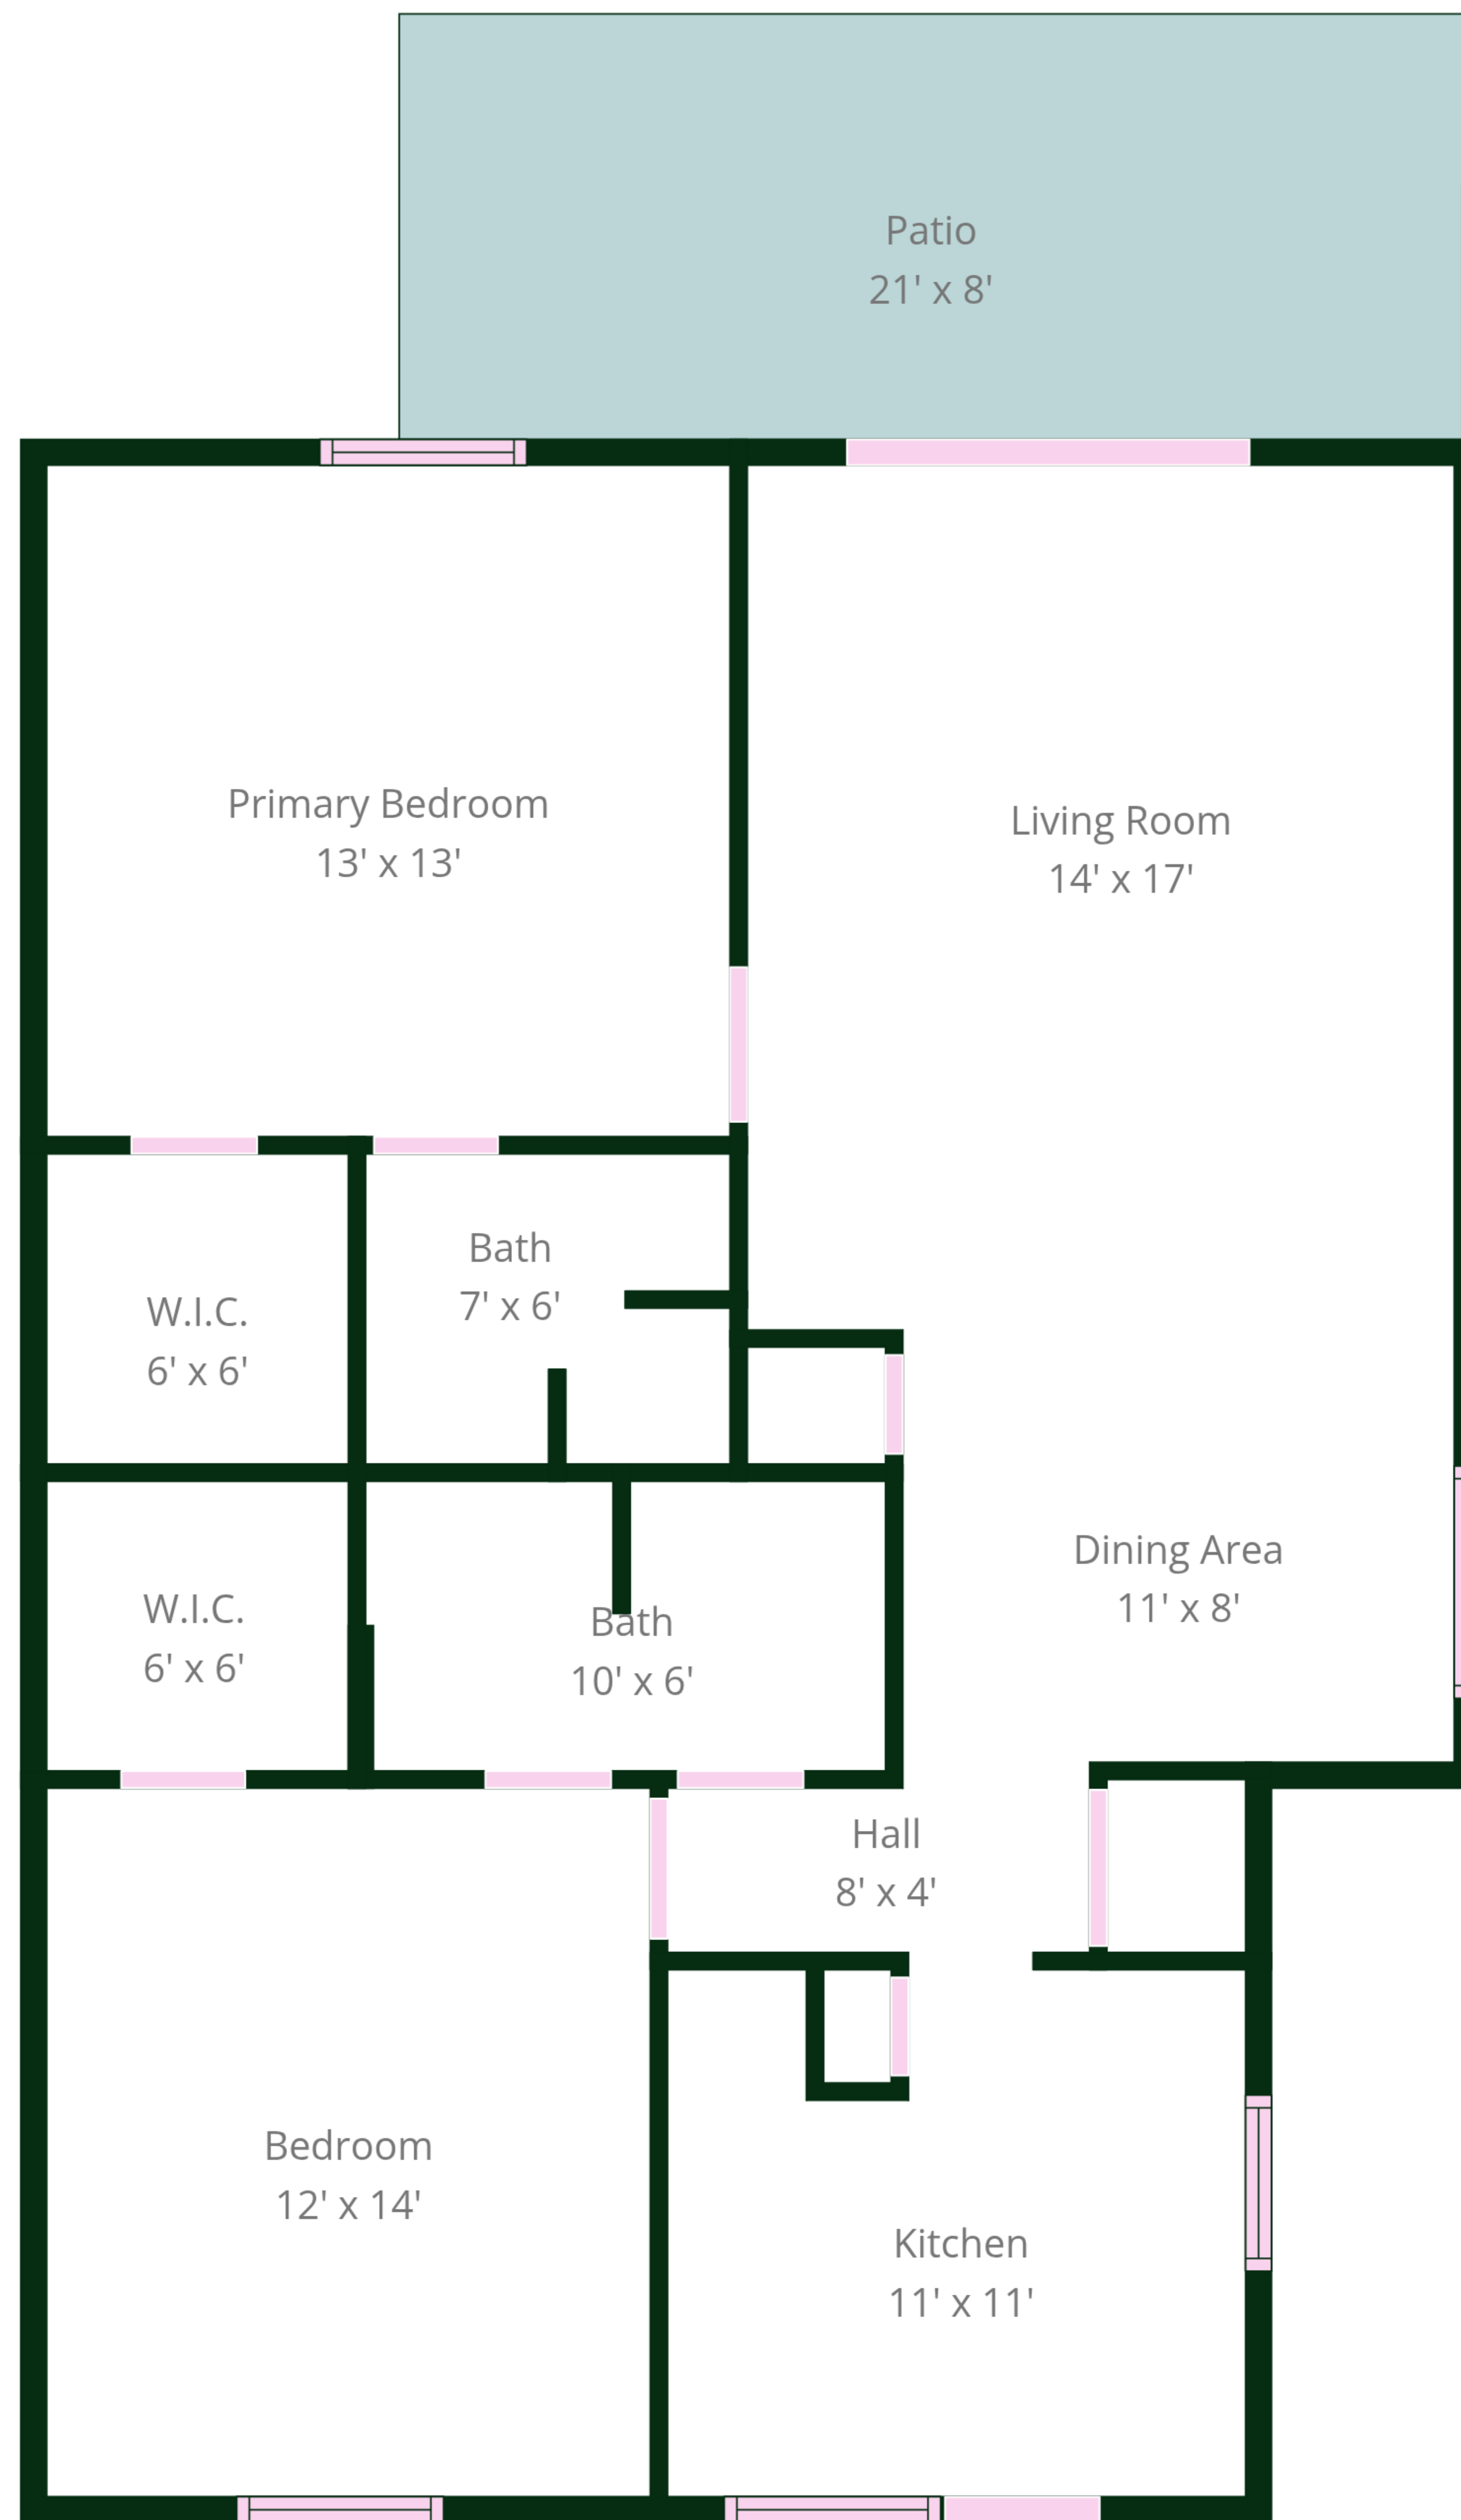 Patio
21' x 8'
Primary Bedroom
13' x 13'
Living Room
14' x 17'
Bath
7' x 6'
W.I.C.
6' x 6'
Dining Area
11' x 8'
W.I.C.
6' x 6'
Bath
10' x 6'
Hall
8' x 4'
Bedroom
12' x 14'
Kitchen
11' x 11'